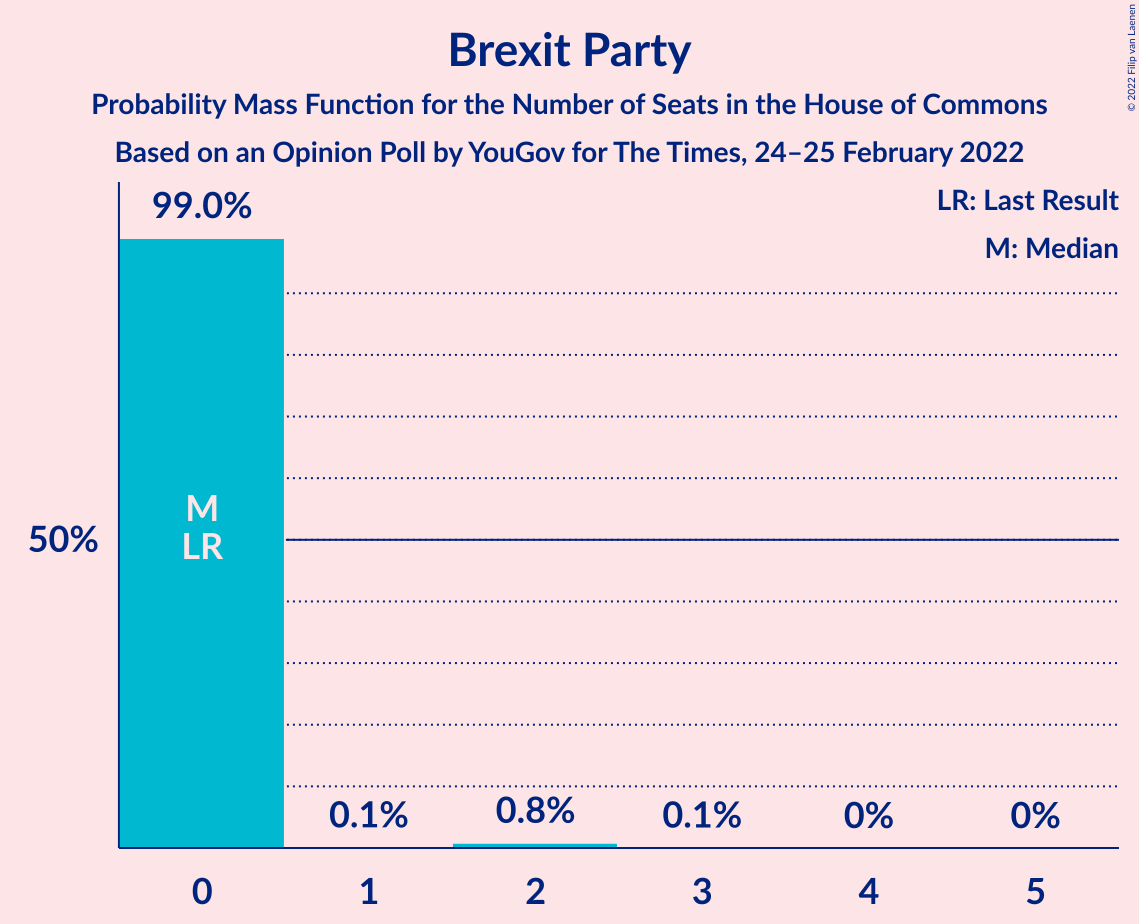 Brexit Party
Probability Mass Function for the Number of Seats in the House of Commons
Based on an Opinion Poll by YouGov for The Times, 24–25 February 2022
© 2022 Filip van Laenen
LR: Last Result
M: Median
99.0%
M
LR
50%
0.1%
0.8%
0.1%
0%
0%
0
1
2
3
4
5